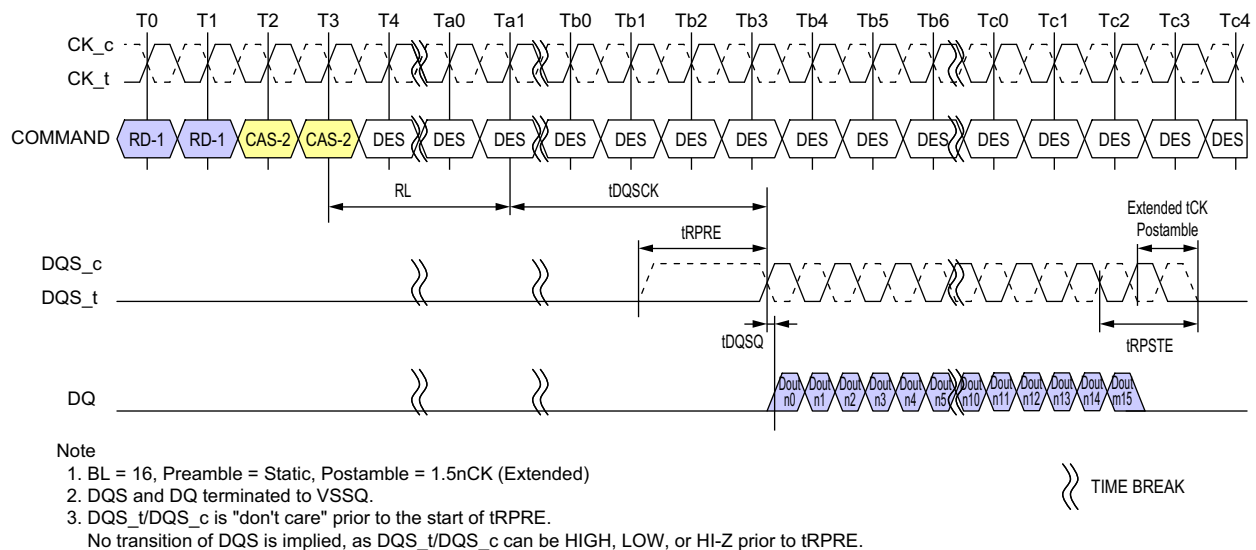 T0 T1 T2 T3 T4 Ta0 Ta1 Tb0 Tb1 Tb2 Tb3 Tb4 Tb5 Tb6 Tc0 Tc1 Tc2 Tc3 Tc4
CK_c
CK_t
COMMAND RD-1 RD-1 CAS-2 CAS-2 DES DES DES DES DES DES DES DES DES DES DES DES DES DES DES
RL tDQSCK
Extended tCK
Postamble
tRPRE
DQS_c
DQS_t
tDQSQ
tRPSTE
DQ
Dout n0
Dout n1
Dout n2
Dout n3
Dout n4
Dout n5
Dout n10
Dout n11
Dout n12
Dout n13
Dout n14
Dout m15
Note
1. BL = 16, Preamble = Static, Postamble = 1.5nCK (Extended)
2. DQS and DQ terminated to VSSQ.
3. DQS_t/DQS_c is "don't care" prior to the start of tRPRE.
No transition of DQS is implied, as DQS_t/DQS_c can be HIGH, LOW, or HI-Z prior to tRPRE.
TIME BREAK